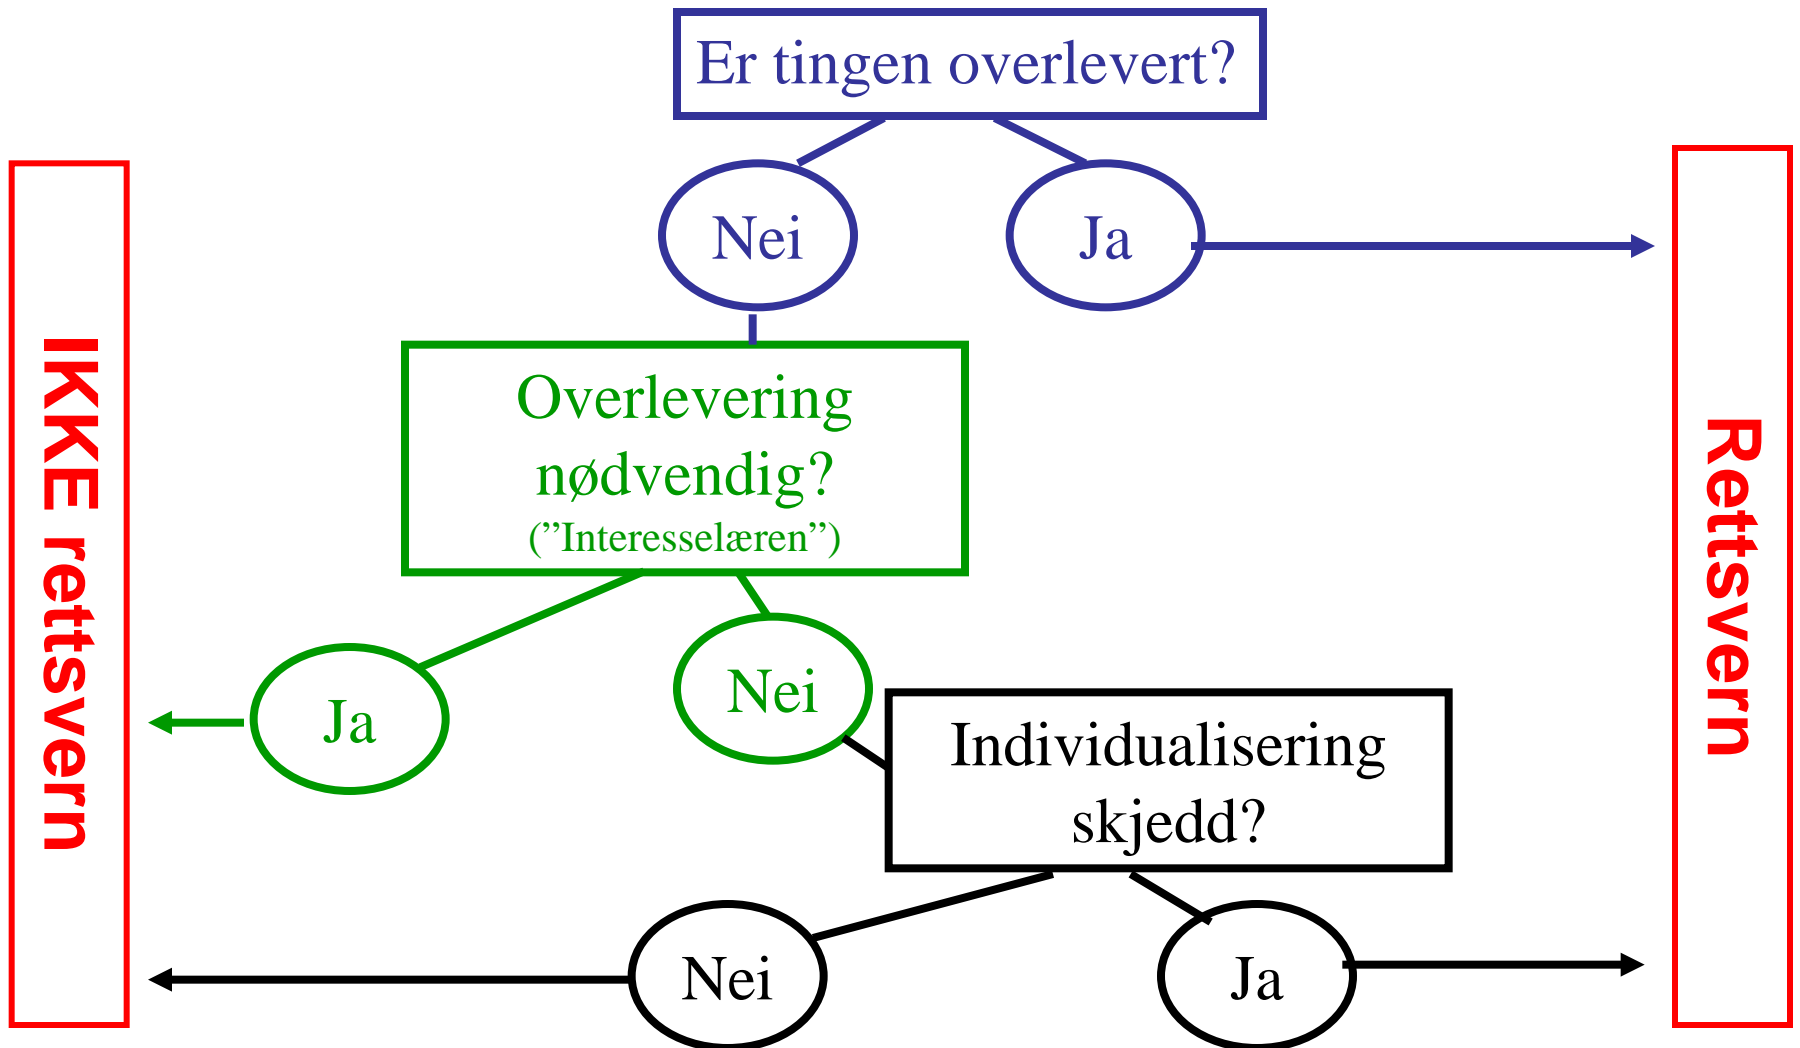 Er tingen overlevert?
Nei
Ja
IKKE rettsvern
Rettsvern
Overlevering
nødvendig?
(”Interesselæren”)
Ja
Nei
Individualisering
skjedd?
Nei
Ja